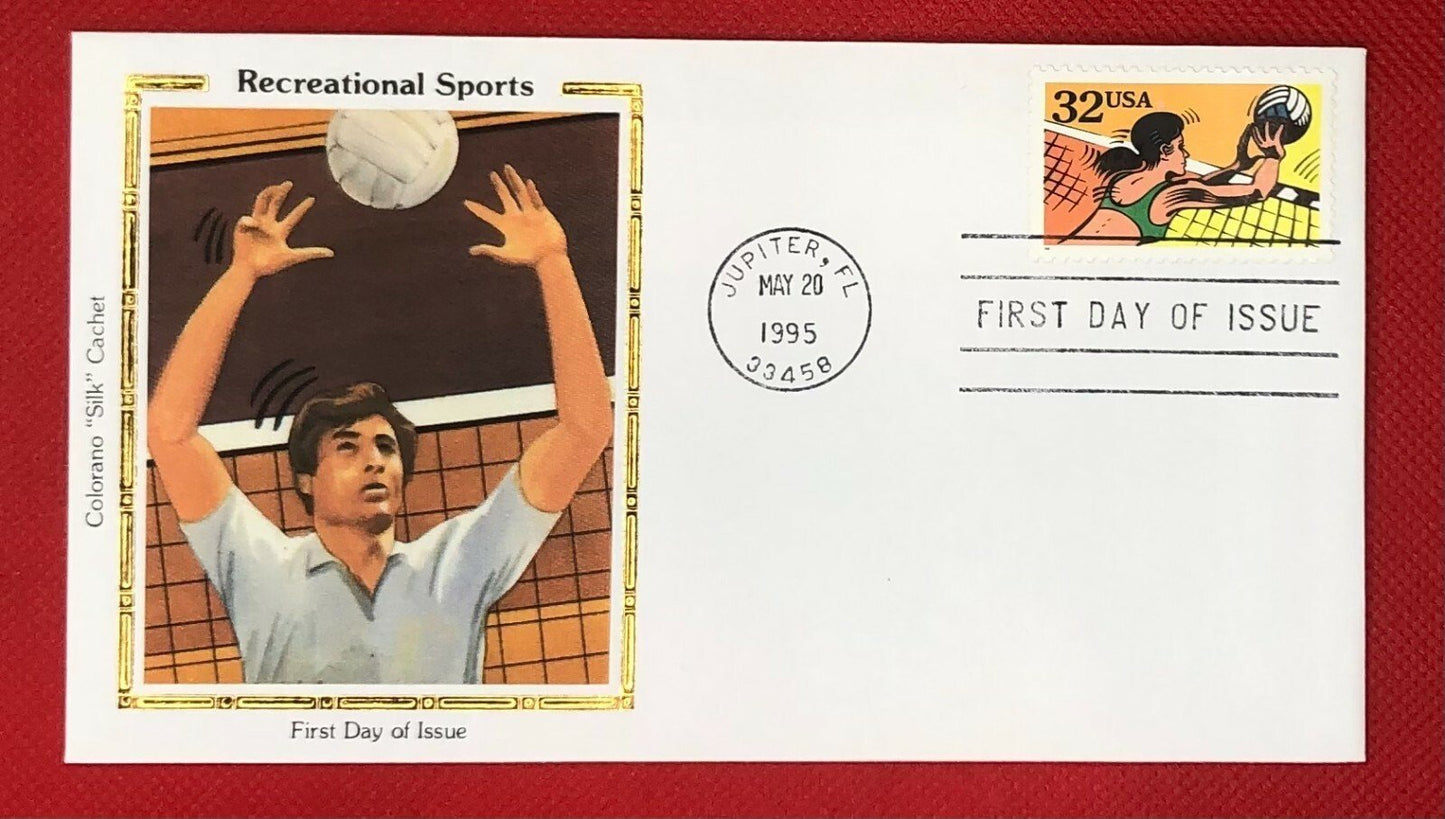 Recreational Sports
Colorano "Silk" Cachet
First Day of Issue
32USA
JUPITER, FL
MAY 20
1995
33458
FIRST DAY OF ISSUE